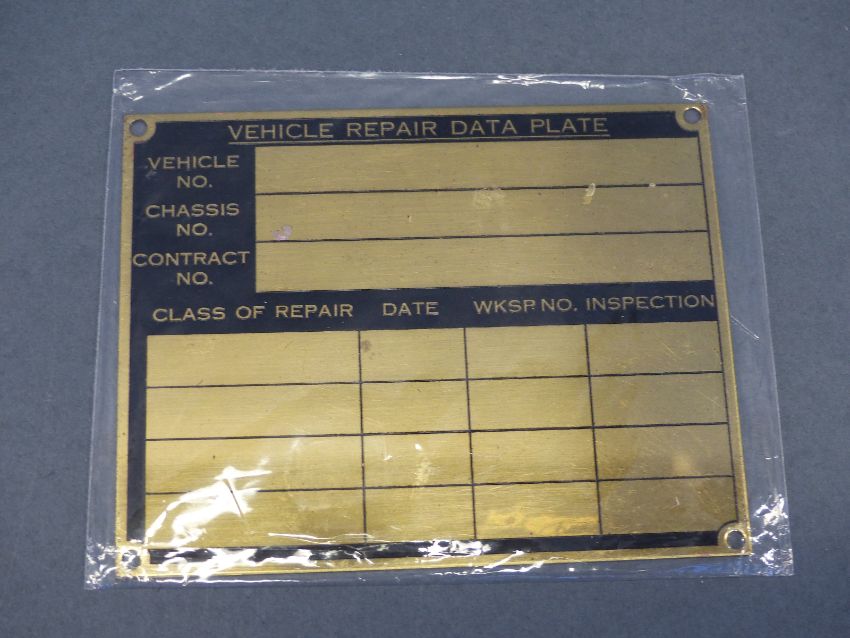 VEHICLE REPAIR DATA PLATE
VEHICLE
NO.
CHASSIS
NO.
CONTRACT
NO.
CLASS OF REPAIR DATE WKSP NO. INSPECTION